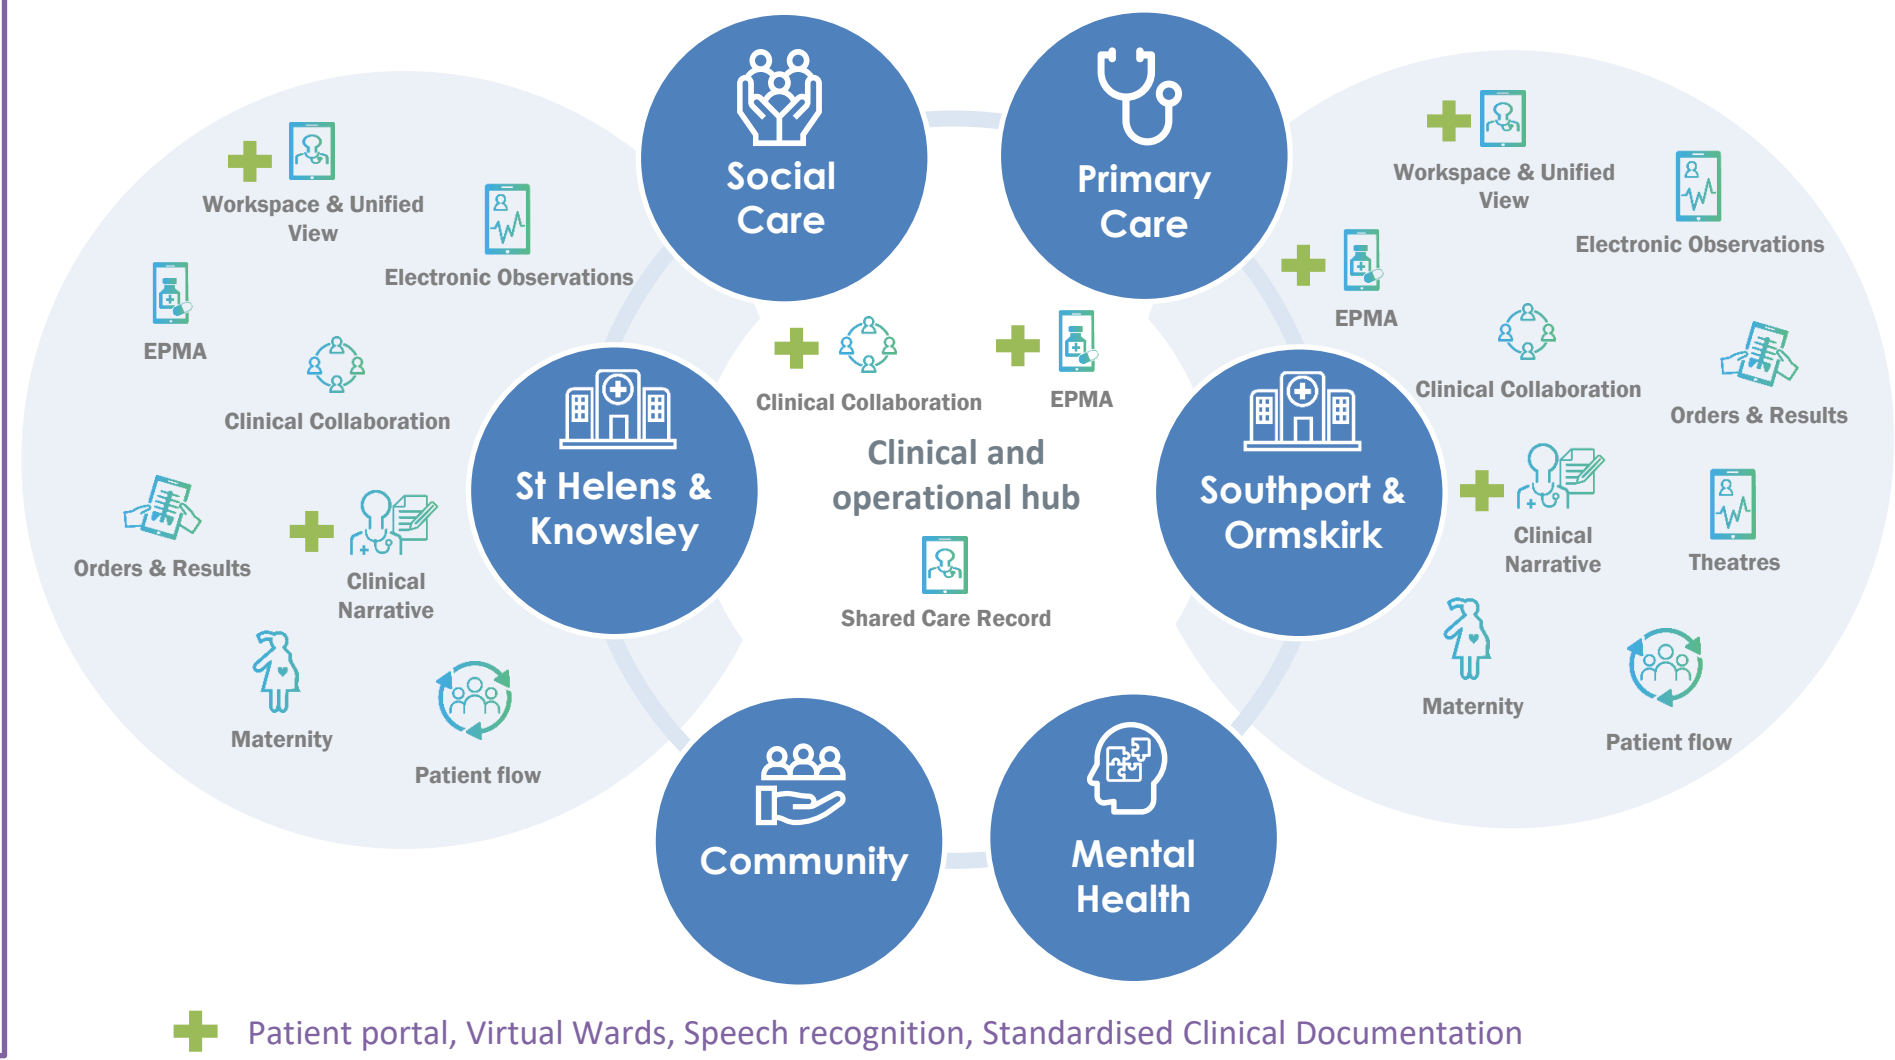 Social
Care
Primary
Care
Workspace & Unified
View
Electronic Observations
EPMA
Clinical Collaboration
Orders & Results
Clinical
Narrative
Maternity
Patient flow
St Helens &
Knowsley
Clinical Collaboration
EPMA
Clinical and
operational hub
Shared Care Record
Southport &
Ormskirk
Workspace & Unified
View
Electronic Observations
EPMA
Clinical Collaboration
Orders & Results
Clinical
Narrative
Theatres
Maternity
Patient flow
Community
Mental
Health
Patient portal, Virtual Wards, Speech recognition, Standardised Clinical Documentation